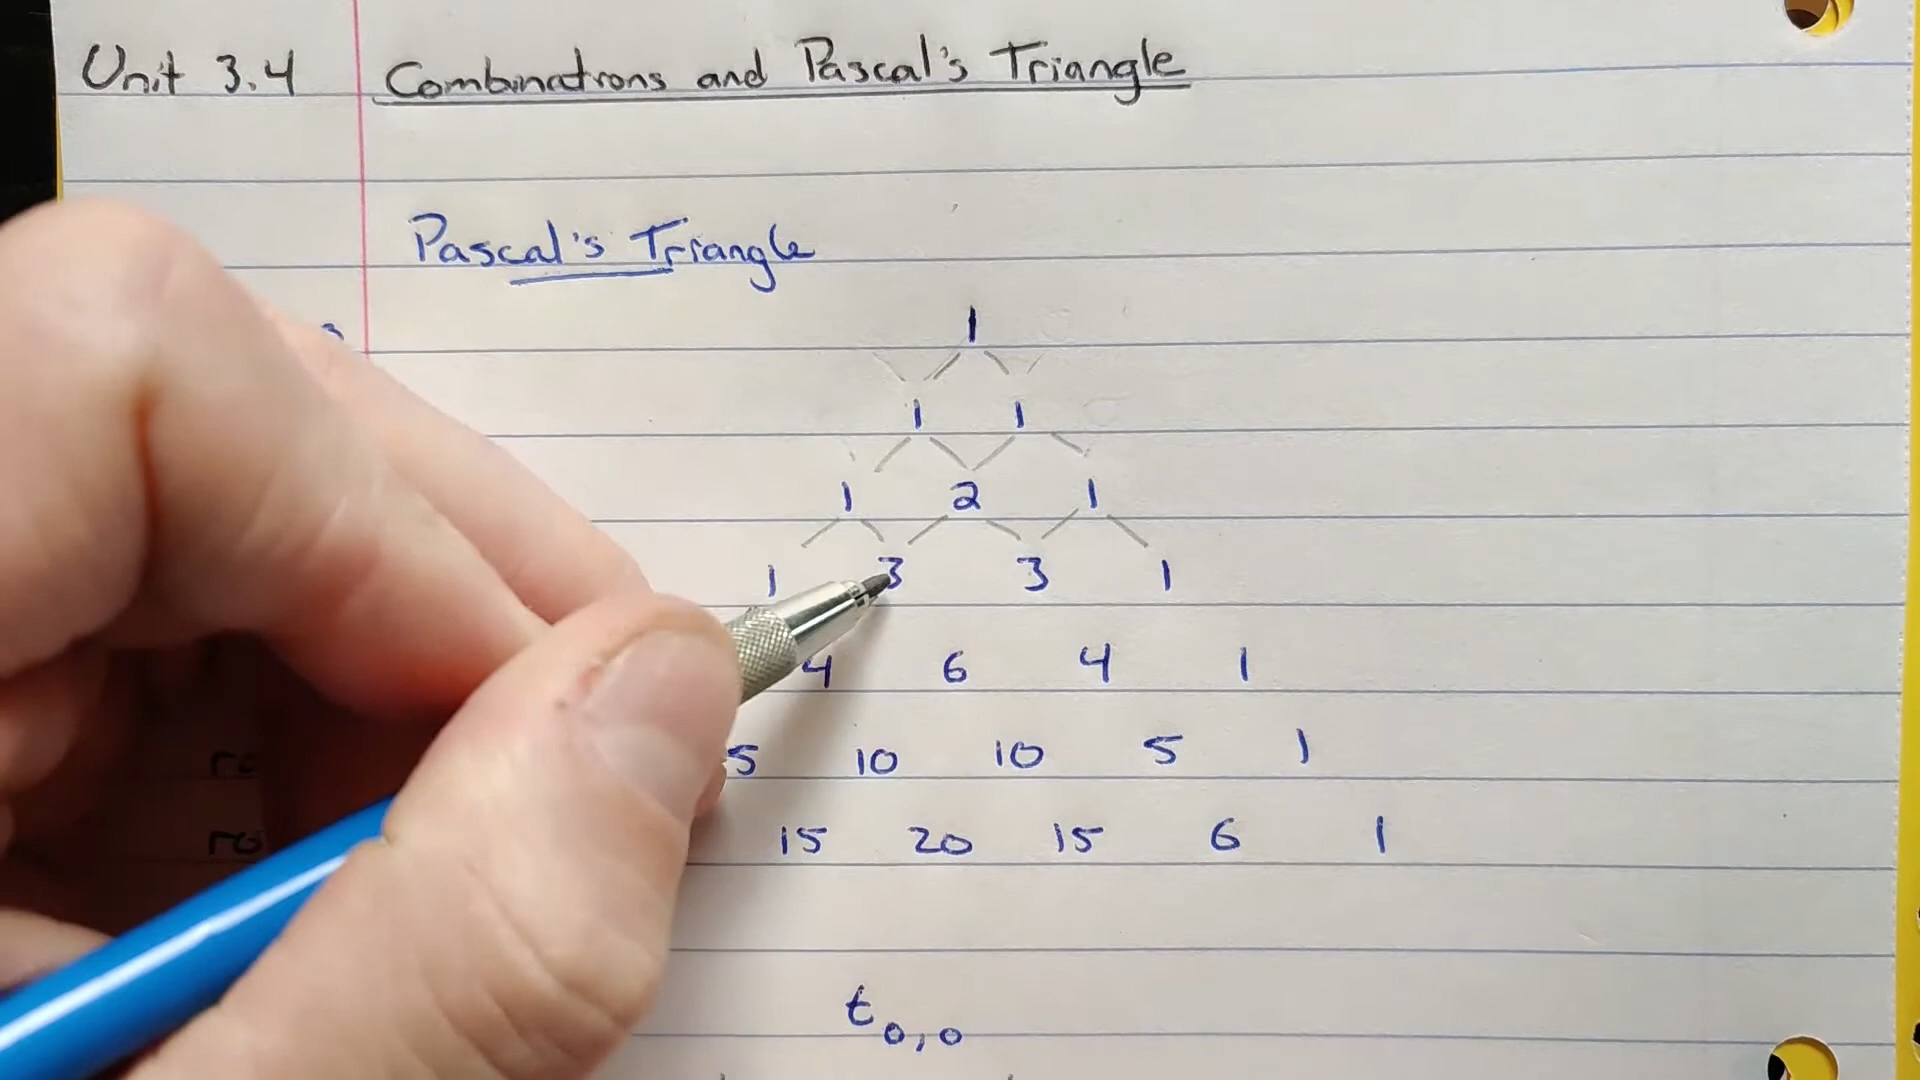 Unit 3.4 Combinations and Pascal's Triangle
Pascal's Triangle
1
1 1
1 2 1
1 3 3 1
4 6 4 1
5 10 10 5 1
15 20 15 6 1
t0,0